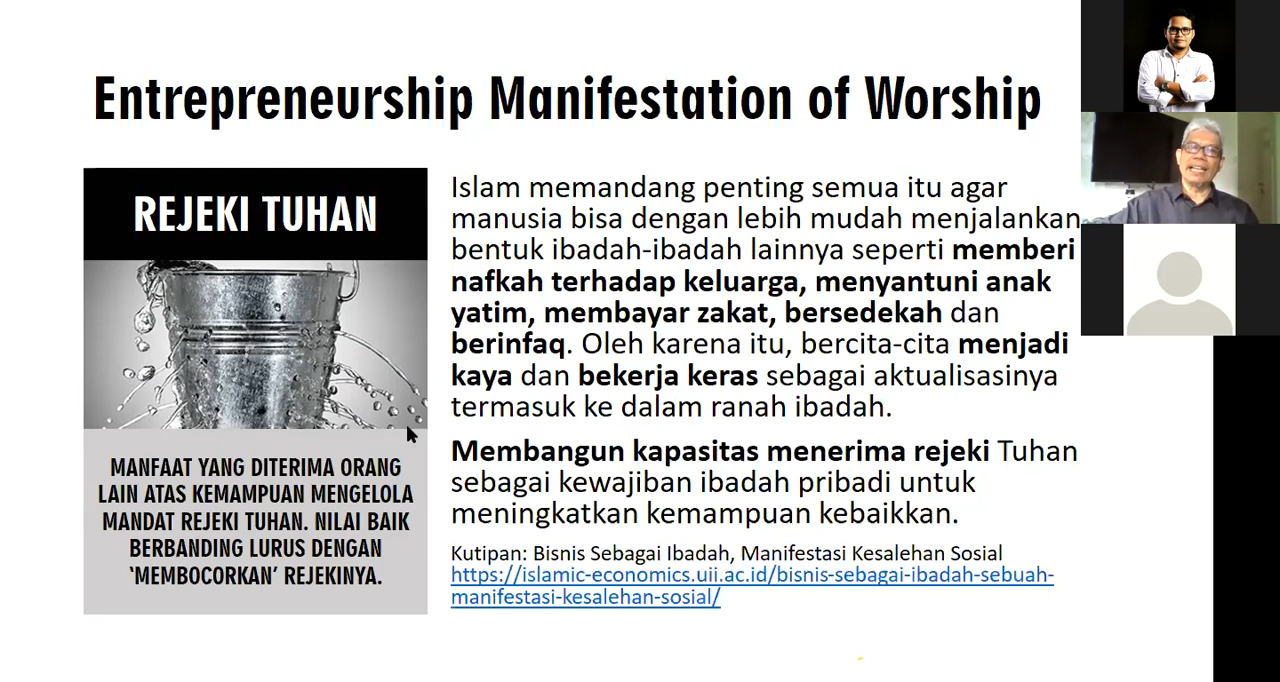 Entrepreneurship Manifestation of Worship
REJEKI TUHAN
MANFAAT YANG DITERIMA ORANG
LAIN ATAS KEMAMPUAN MENGELOLA
MANDAT REJEKI TUHAN. NILAI BAIK
BERBANDING LURUS DENGAN
‘MEMBOCORKAN’ REJEKINYA.
Islam memandang penting semua itu agar
manusia bisa dengan lebih mudah menjalankan
bentuk ibadah-ibadah lainnya seperti memberi
nafkah terhadap keluarga, menyantuni anak
yatim, membayar zakat, bersedekah dan
berinfaq. Oleh karena itu, bercita-cita menjadi
kaya dan bekerja keras sebagai aktualisasinya
termasuk ke dalam ranah ibadah.
Membangun kapasitas menerima rejeki Tuhan
sebagai kewajiban ibadah pribadi untuk
meningkatkan kemampuan kebaikkan.
Kutipan: Bisnis Sebagai Ibadah, Manifestasi Kesalehan Sosial
https://islamic-economics.uii.ac.id/bisnis-sebagai-ibadah-sebuah-
manifestasi-kesalehan-sosial/